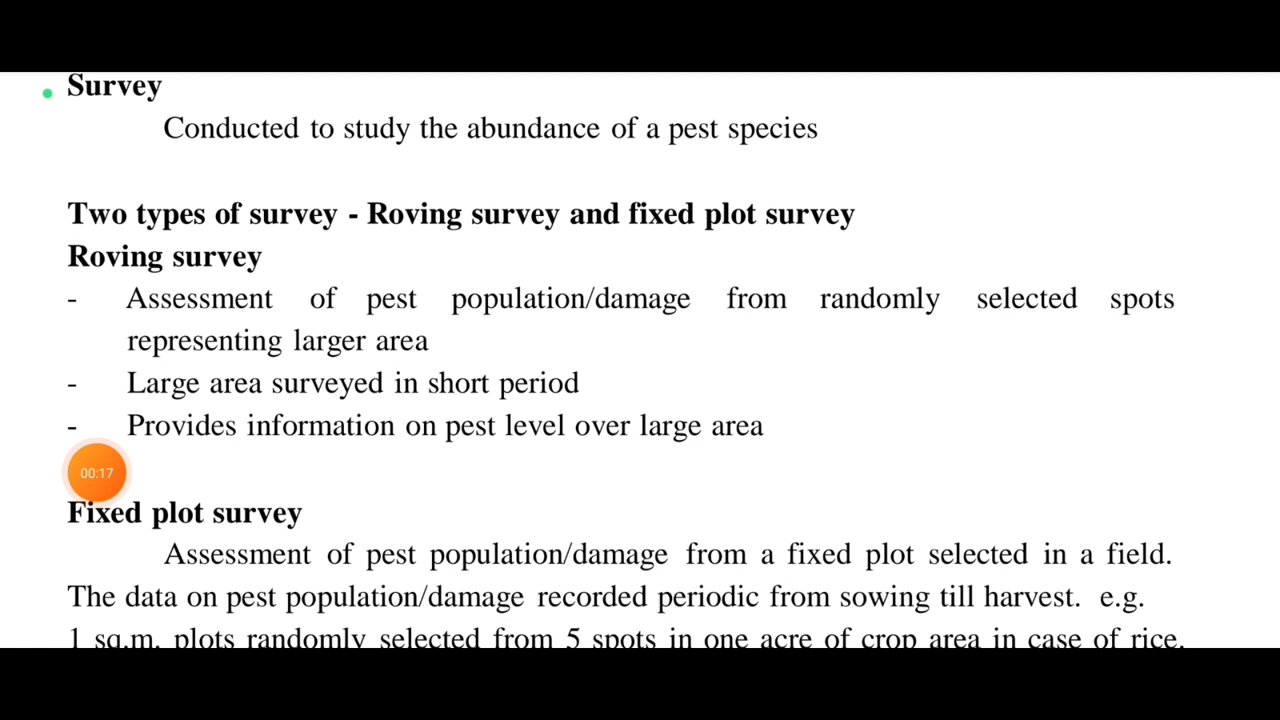 Survey
Conducted to study the abundance of a pest species
Two types of survey - Roving survey and fixed plot survey
Roving survey
- Assessment of pest population/damage from randomly selected spots
representing larger area
- Large area surveyed in short period
- Provides information on pest level over large area
00:17
Fixed plot survey
Assessment of pest population/damage from a fixed plot selected in a field.
The data on pest population/damage recorded periodic from sowing till harvest. e.g.
1 sq.m. plots randomly selected from 5 spots in one acre of crop area in case of rice.